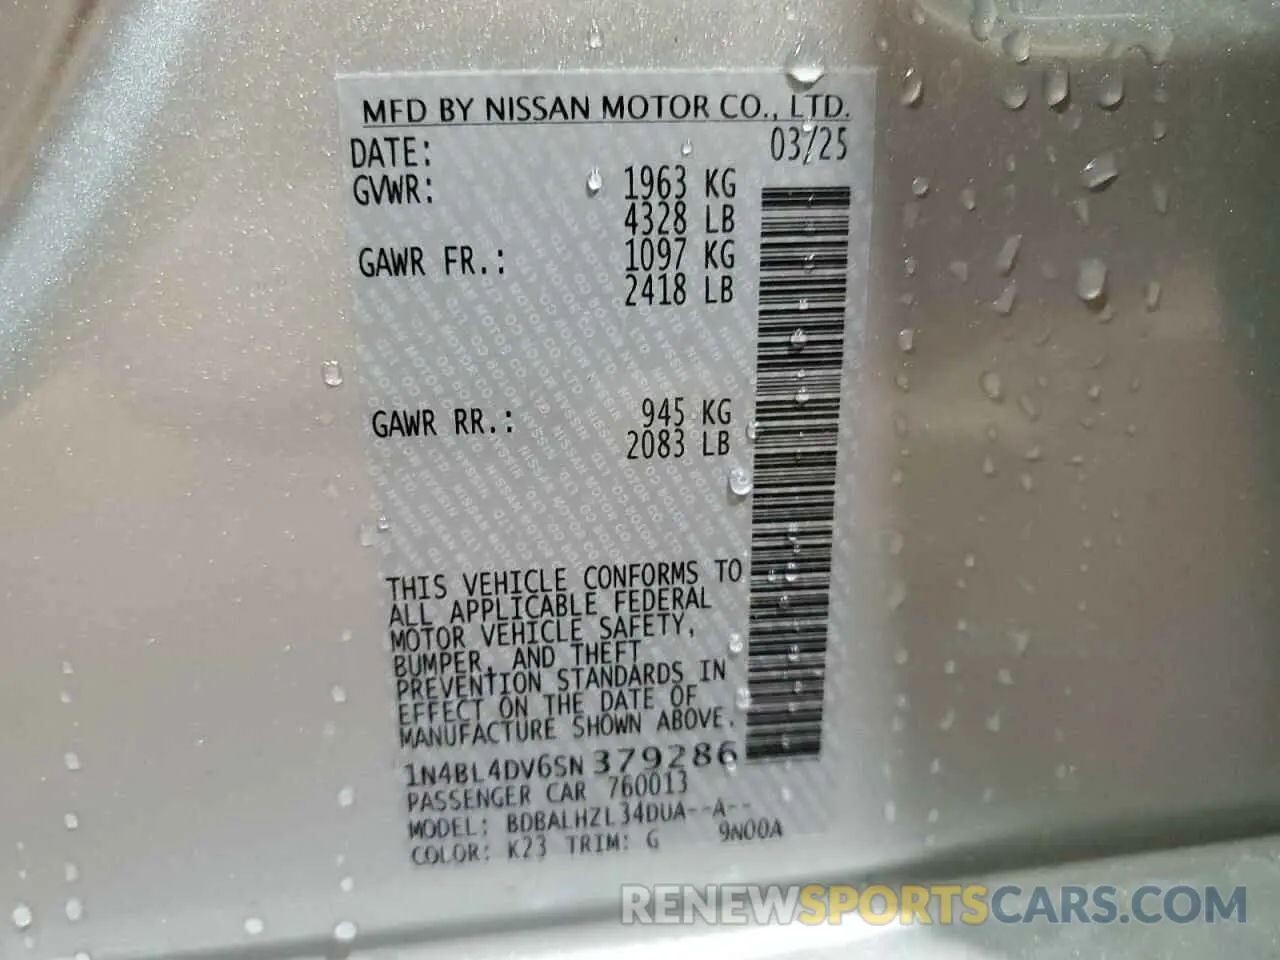 MFD BY NISSAN MOTOR CO., LTD.
DATE: 03/25
GVWR: 1963 KG
4328 LB
GAWR FR.: 1097 KG
2418 LB
GAWR RR.: 945 KG
2083 LB
THIS VEHICLE CONFORMS TO
ALL APPLICABLE FEDERAL
MOTOR VEHICLE SAFETY,
BUMPER, AND THEFT
PREVENTION STANDARDS IN
EFFECT ON THE DATE OF
MANUFACTURE SHOWN ABOVE.
1N4BL4DV6SN379286
PASSENGER CAR 760013
MODEL: BDBALHZL34DUA--A--
COLOR: K23 TRIM: G 9N00A
RENEWSPORTSCARS.COM